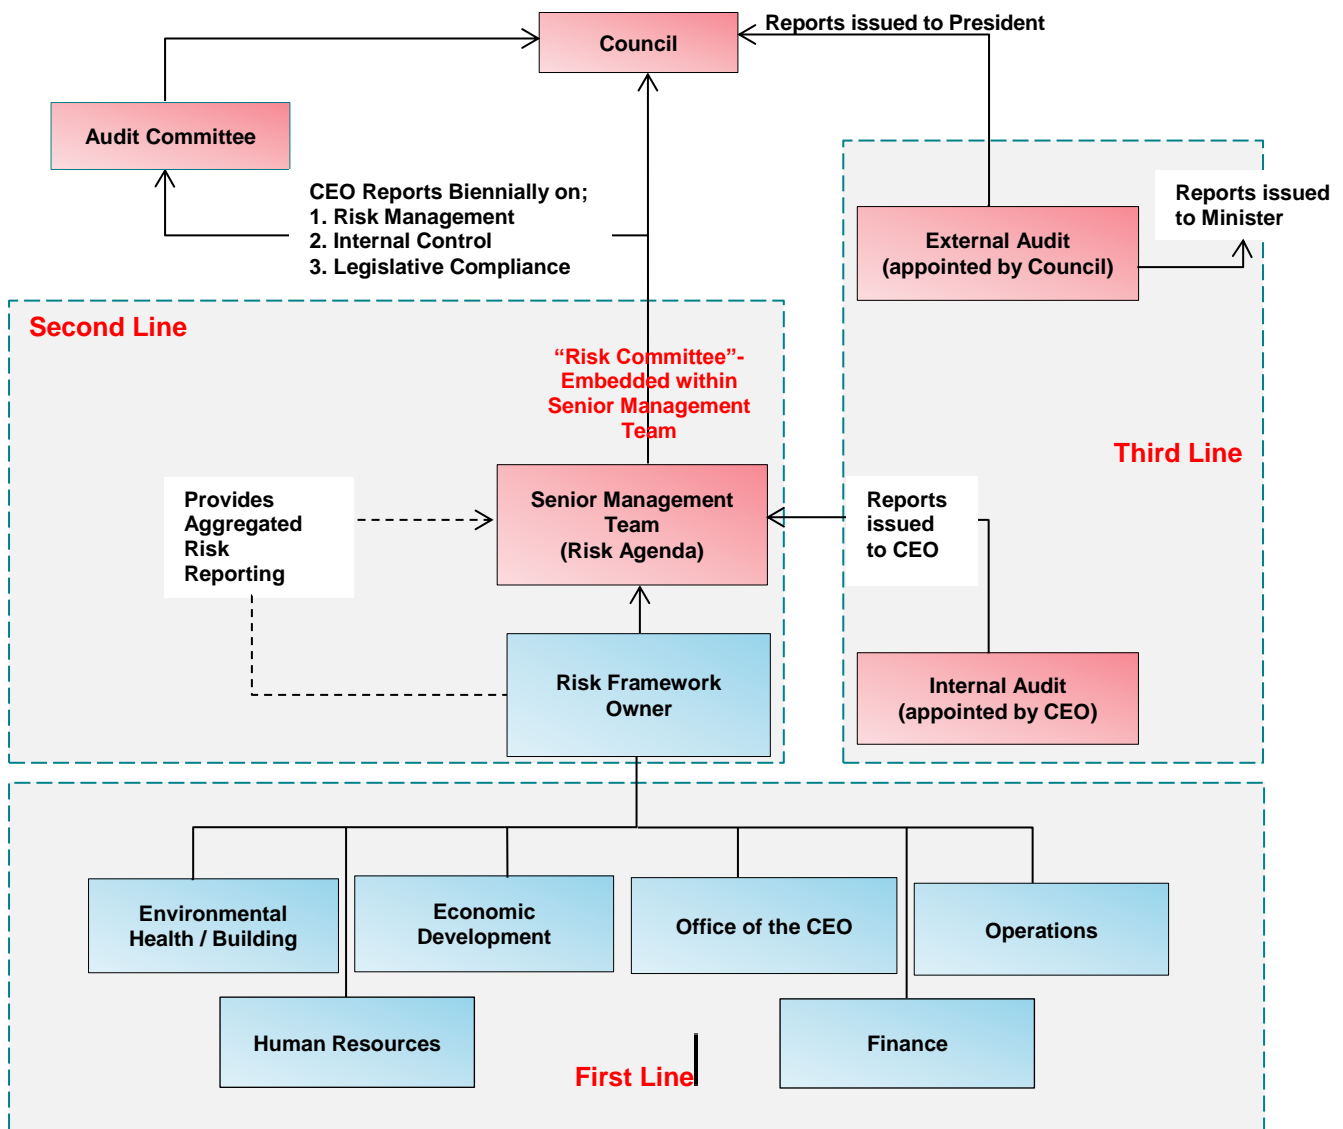 Reports issued to President
Council
Audit Committee
CEO Reports Biennially on;
1. Risk Management
2. Internal Control
3. Legislative Compliance
Reports issued
to Minister
External Audit
(appointed by Council)
Second Line
“Risk Committee”-
Embedded within
Senior Management
Team
Third Line
Provides
Aggregated
Risk
Reporting
Senior Management
Team
(Risk Agenda)
Reports
issued
to CEO
Risk Framework
Owner
Internal Audit
(appointed by CEO)
Environmental
Health / Building
Economic
Development
Office of the CEO
Operations
Human Resources
Finance
First Line